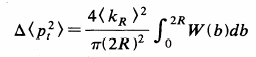 Δ⟨p_t^2⟩ = \frac{4⟨k_R⟩^2}{π(2R)^2} ∫_0^{2R} W(b)db